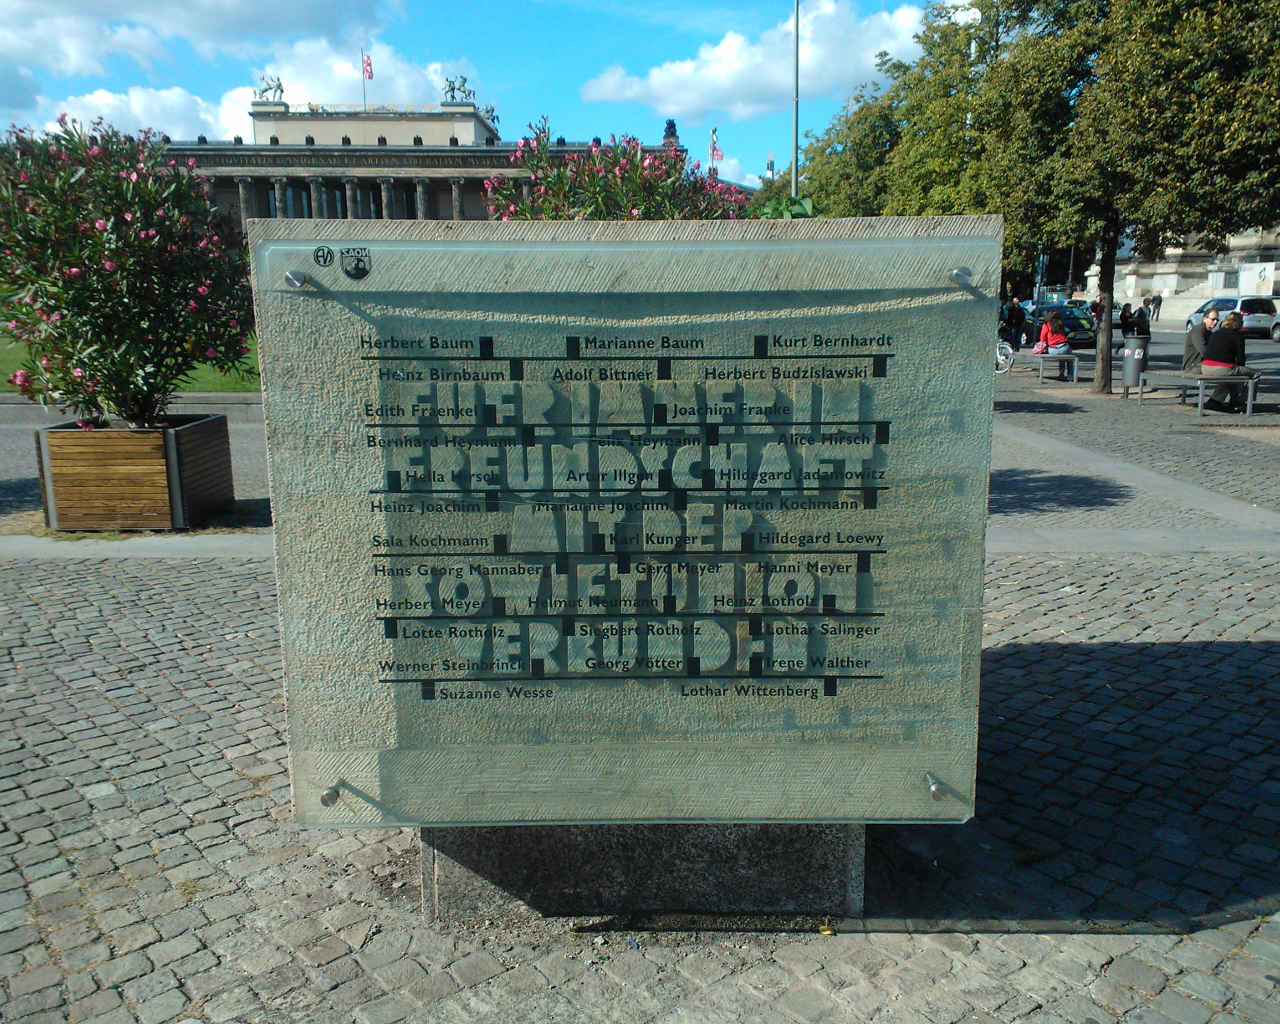 Herbert Baum Marianne Baum Kurt Bernhardt
Heinz Birnbaum Adolf Bittner Herbert Budzislawski
Edith Fraenkel Joachim Franke
Bernhard Heymann Felix Heymann Alice Hirsch
Hella Hirsch Artur Illgen Hildegard Jadamowitz
Heinz Joachim Marianne Joachim Martin Kochmann
Sala Kochmann Karl Kunger Hildegard Loewy
Hans Georg Mannaberg Gerd Meyer Hanni Meyer
Herbert Meyer Helmut Neumann Heinz Rotholz
Lotte Rotholz Siegbert Rotholz Lothar Salinger
Werner Steinbrinck Georg Vötter Irene Walther
Suzanne Wesse Lothar Wittenberg
FÜR IMMER IN
FREUNDSCHAFT
MIT DER
SOWJETUNION
VERBUNDEN